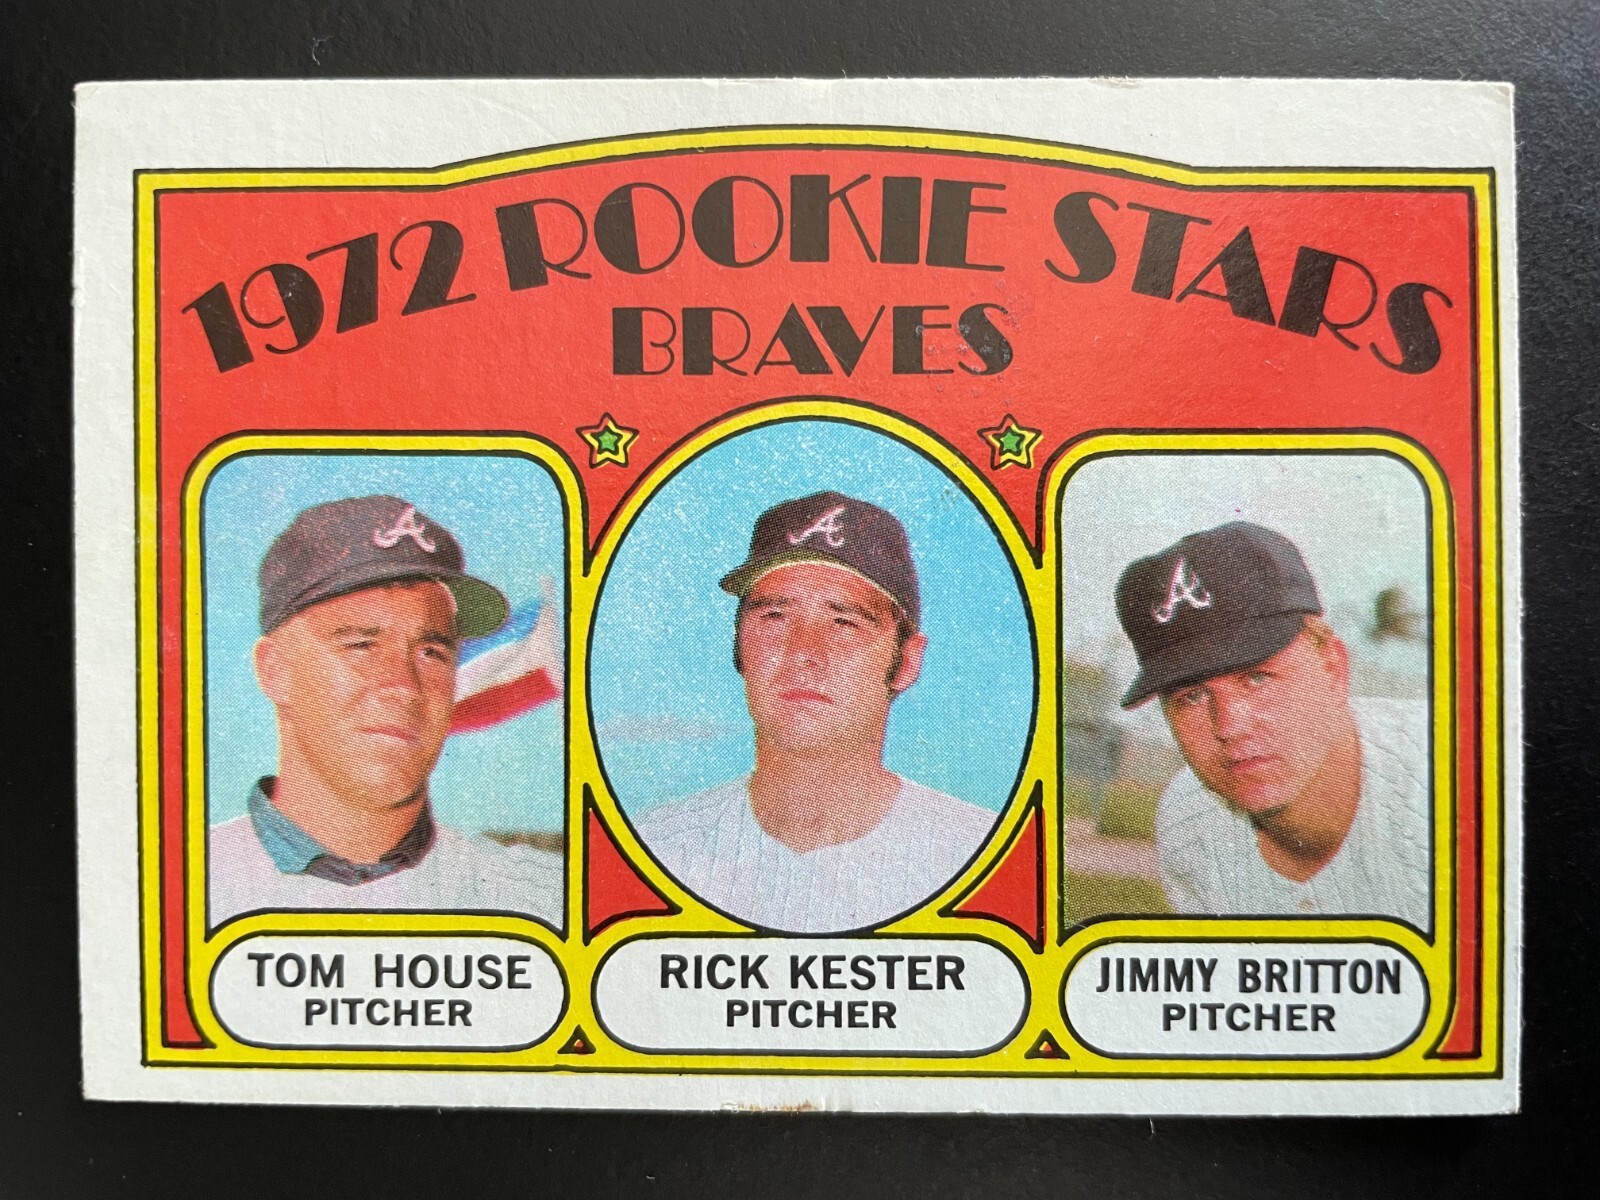 1972 ROOKIE STARS
BRAVES
A
A
A
TOM HOUSE
PITCHER
RICK KESTER
PITCHER
JIMMY BRITTON
PITCHER